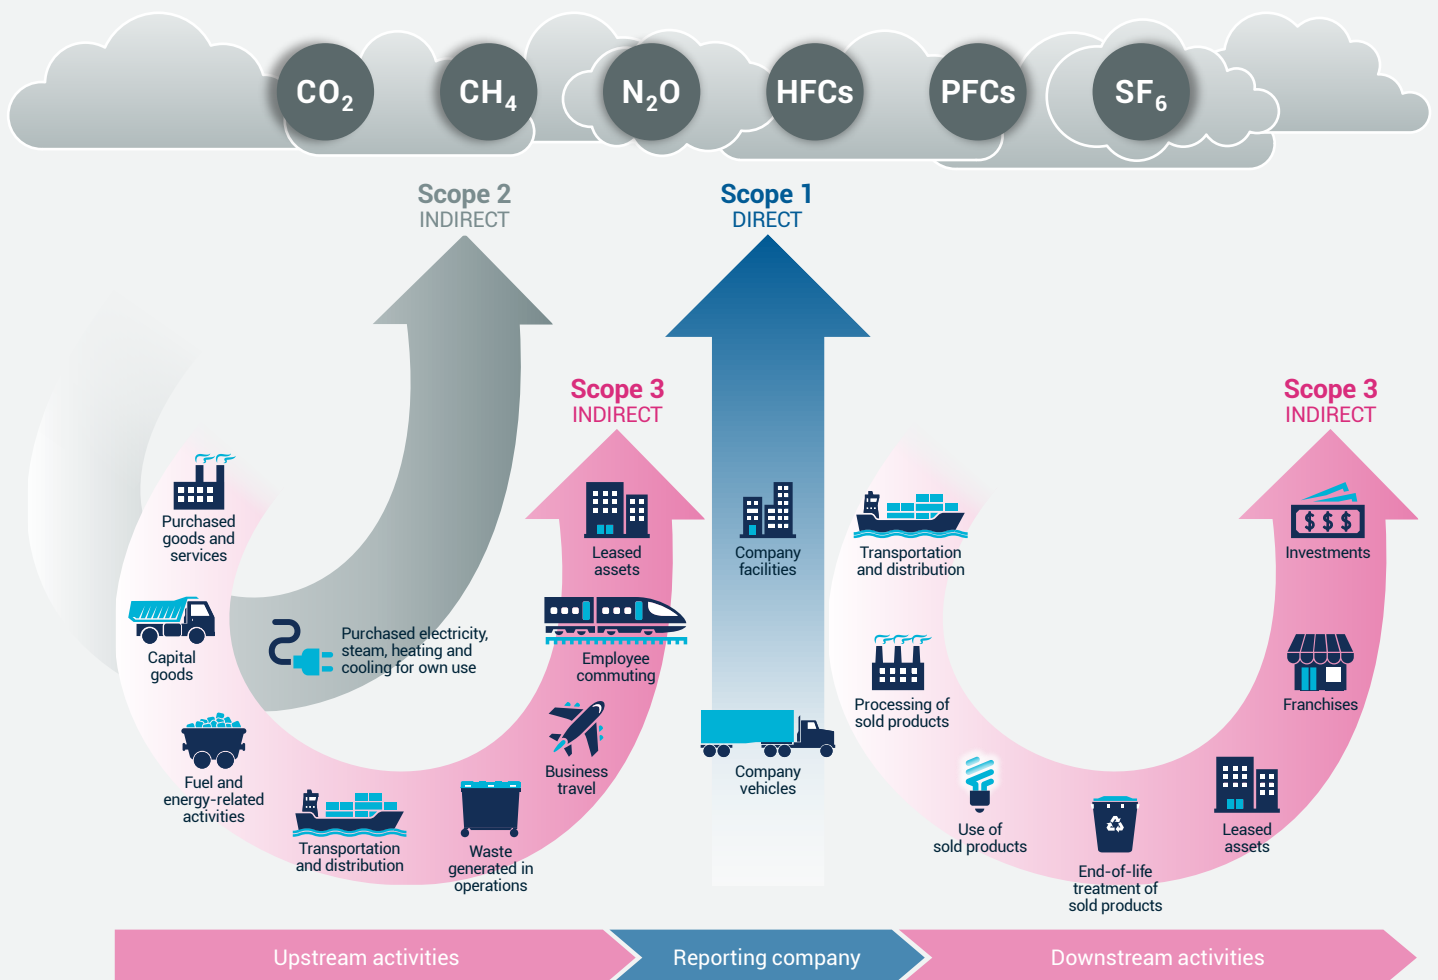 CO₂
CH₄
N₂O
HFCs
PFCs
SF₆
Scope 2
INDIRECT
Scope 1
DIRECT
Scope 3
INDIRECT
Scope 3
INDIRECT
Purchased
goods and
services
Capital
goods
Fuel and
energy-related
activities
Transportation
and distribution
Waste
generated in
operations
Business
travel
Employee
commuting
Leased
assets
Purchased electricity,
steam, heating and
cooling for own use
Company
facilities
Company
vehicles
Transportation
and distribution
Processing of
sold products
Use of
sold products
End-of-life
treatment of
sold products
Leased
assets
Franchises
$ $ $
Investments
Upstream activities
Reporting company
Downstream activities